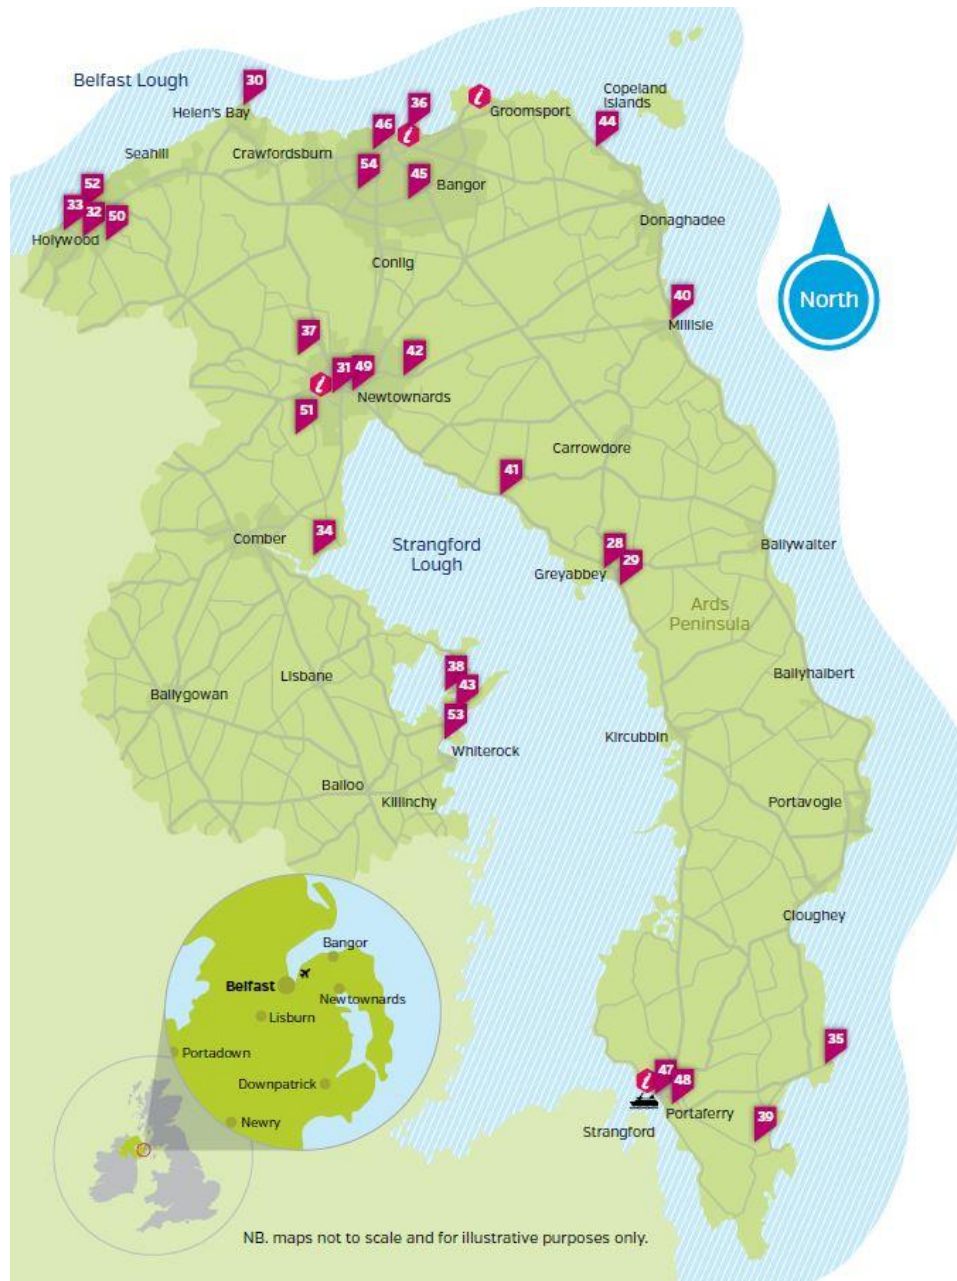 Belfast Lough
30
Helen's Bay
36
Groomsport
Copeland
Islands
44
46
Seahill
Crawfordsburn
54
45
Bangor
52
33
32
50
Holywood
Donaghadee
Conlig
North
40
Millisle
37
31
49
42
Newtownards
51
Carrowdore
41
34
Comber
Strangford
Lough
28
29
Greyabbey
Ballywalter
Ards
Peninsula
38
43
53
Lisbane
Ballygowan
Ballyhalbert
Whiterock
Kircubbin
Balloo
Killinchy
Portavogie
Cloughey
Bangor
Belfast
Newtownards
Lisburn
Portadown
Downpatrick
Newry
35
i
47
48
Portaferry
Strangford
39
i
i
i
NB. maps not to scale and for illustrative purposes only.